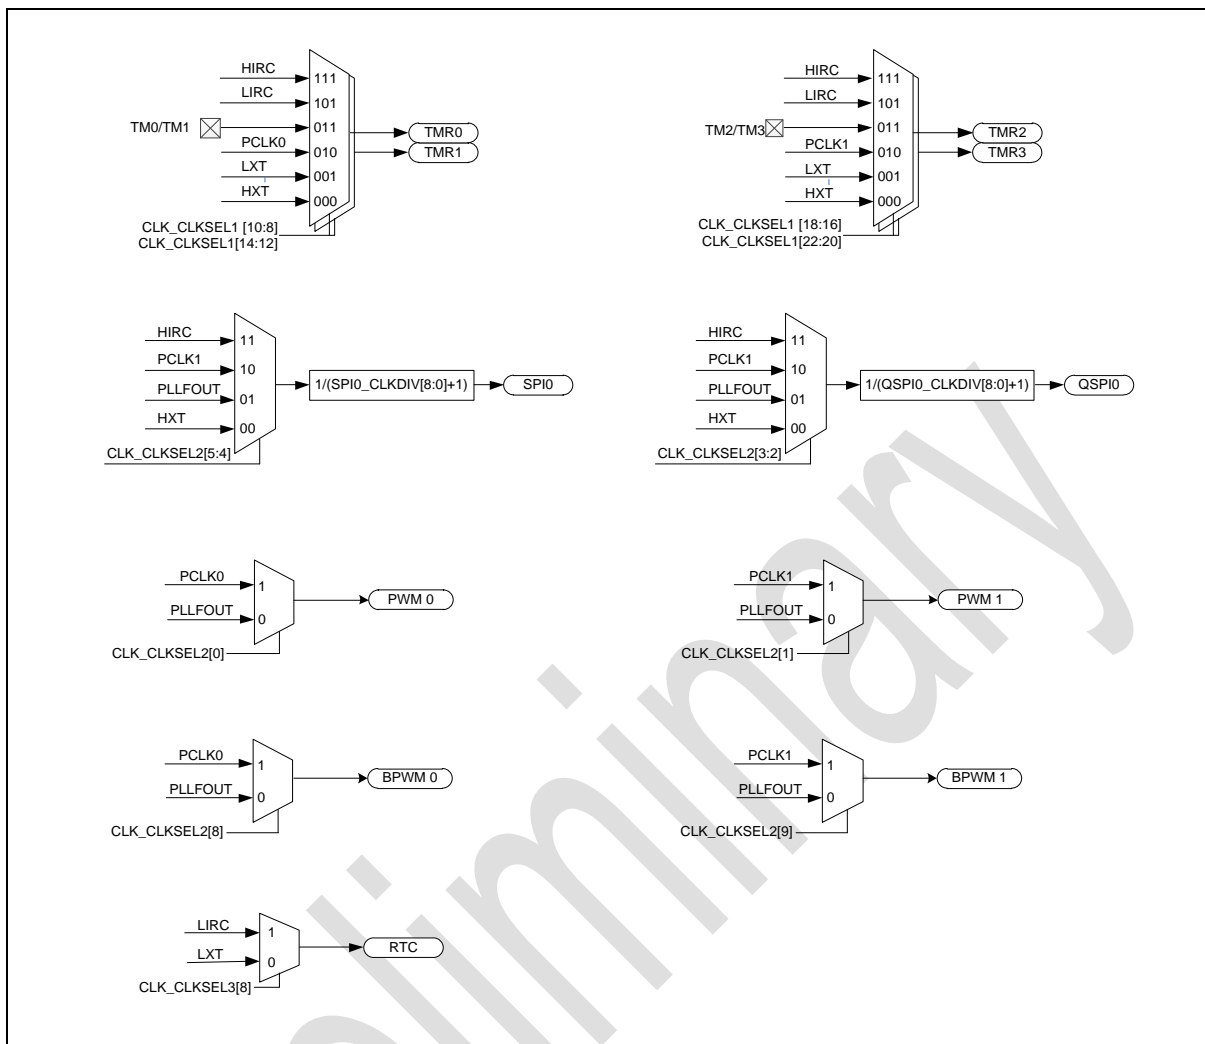 HIRC
111
LIRC
101
TM0/TM1
011
TMR0
PCLK0
010
TMR1
LXT
001
HXT
000
CLK_CLKSEL1 [10:8]
CLK_CLKSEL1[14:12]
HIRC
111
LIRC
101
TM2/TM3
011
TMR2
PCLK1
010
TMR3
LXT
001
HXT
000
CLK_CLKSEL1 [18:16]
CLK_CLKSEL1[22:20]
HIRC
11
PCLK1
10
1/(SPI0_CLKDIV[8:0]+1)
SPI0
PLLFOUT
01
HXT
00
CLK_CLKSEL2[5:4]
HIRC
11
PCLK1
10
1/(QSPI0_CLKDIV[8:0]+1)
QSPI0
PLLFOUT
01
HXT
00
CLK_CLKSEL2[3:2]
PCLK0
1
PWM 0
PLLFOUT
0
CLK_CLKSEL2[0]
PCLK1
1
PWM 1
PLLFOUT
0
CLK_CLKSEL2[1]
PCLK0
1
BPWM 0
PLLFOUT
0
CLK_CLKSEL2[8]
PCLK1
1
BPWM 1
PLLFOUT
0
CLK_CLKSEL2[9]
LIRC
1
RTC
LXT
0
CLK_CLKSEL3[8]
liminary